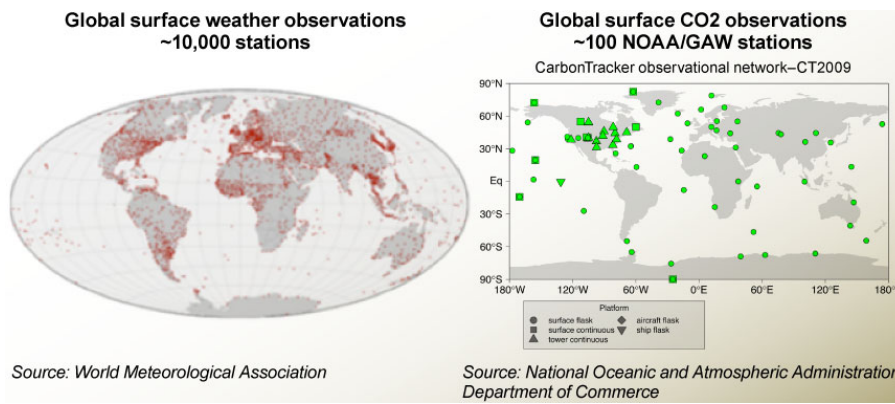 Global surface weather observations
~10,000 stations
Source: World Meteorological Association
Global surface CO2 observations
~100 NOAA/GAW stations
CarbonTracker observational network–CT2009
90°N
60°N
30°N
Eq
30°S
60°S
90°S
180°W
120°W
60°W
0°E
60°E
120°E
180°
Platform
surface flask
aircraft flask
surface continuous
ship flask
tower continuous
Source: National Oceanic and Atmospheric Administration
Department of Commerce